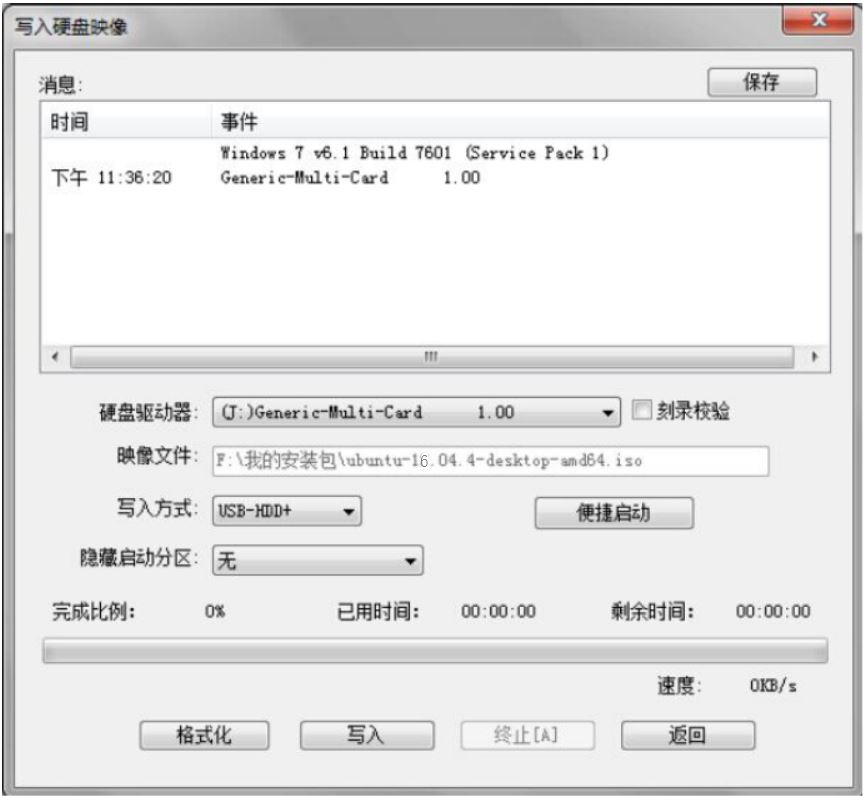 写入硬盘映像
消息:
保存
时间 事件
Windows 7 v6.1 Build 7601 (Service Pack 1)
下午 11:36:20 Generic-Multi-Card 1.00
硬盘驱动器: (J:)Generic-Multi-Card 1.00 刻录校验
映像文件: F:\我的安装包\ubuntu-16.04.4-desktop-amd64.iso
写入方式: USB-HDD+ 便捷启动
隐藏启动分区: 无
完成比例: 0% 已用时间: 00:00:00 剩余时间: 00:00:00
速度: 0KB/s
格式化 写入 终止[A] 返回